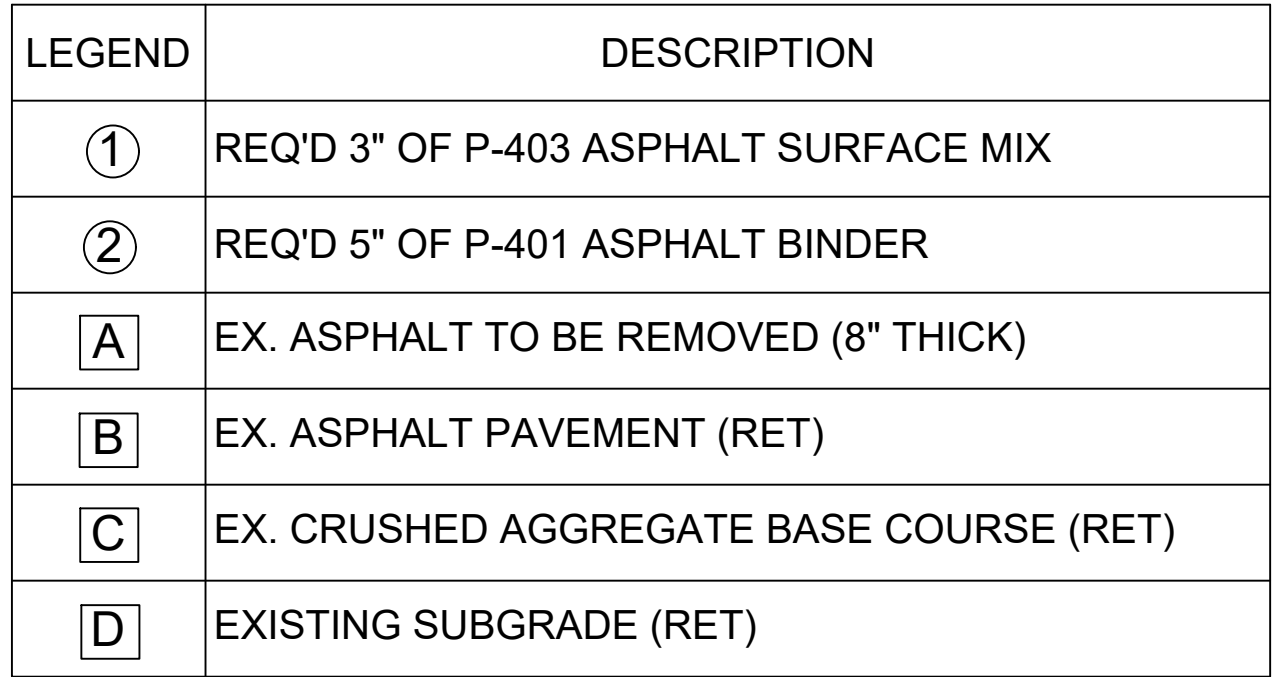 LEGEND DESCRIPTION
1 REQ'D 3" OF P-403 ASPHALT SURFACE MIX
2 REQ'D 5" OF P-401 ASPHALT BINDER
A EX. ASPHALT TO BE REMOVED (8" THICK)
B EX. ASPHALT PAVEMENT (RET)
C EX. CRUSHED AGGREGATE BASE COURSE (RET)
D EXISTING SUBGRADE (RET)